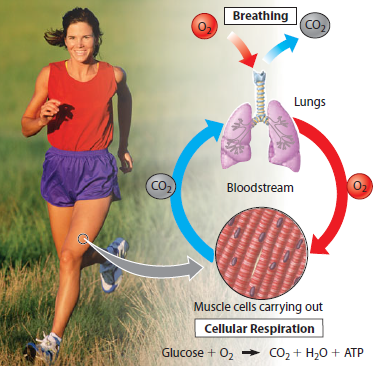 Breathing
O₂
CO₂
Lungs
CO₂
Bloodstream
O₂
Muscle cells carrying out
Cellular Respiration
Glucose + O₂ → CO₂ + H₂O + ATP